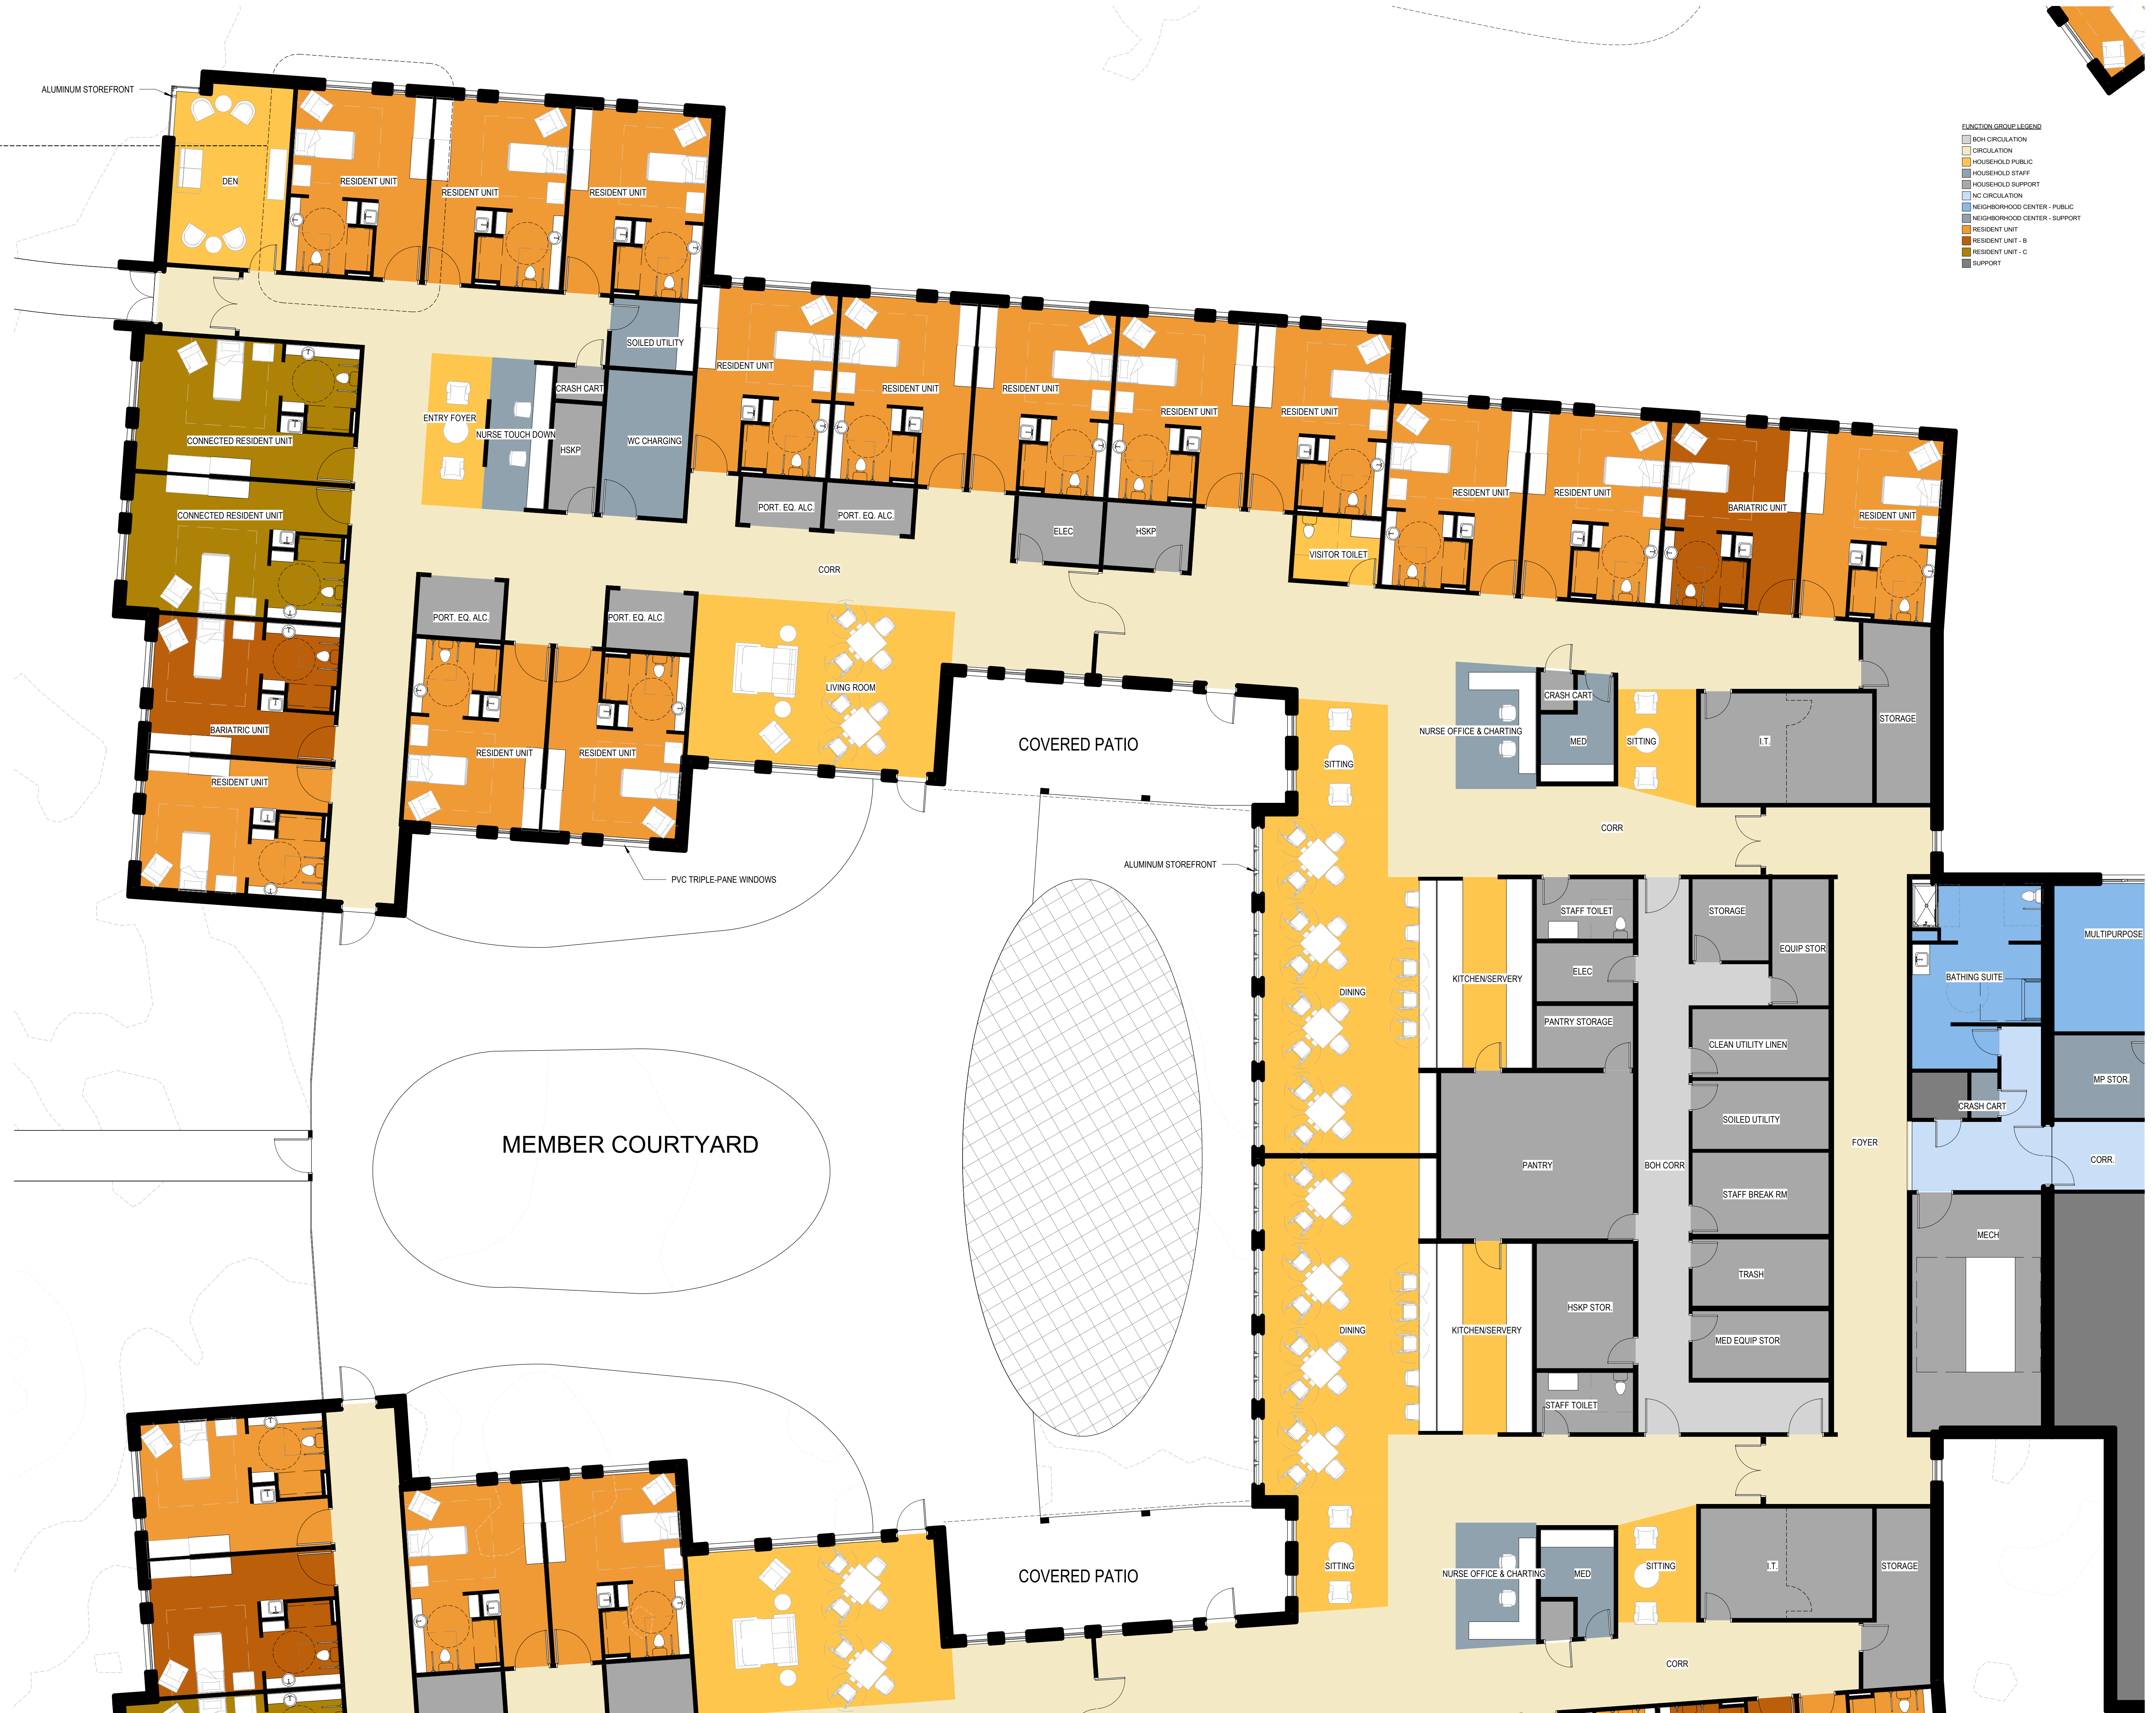 ALUMINUM STOREFRONT
FUNCTION GROUP LEGEND
BOH CIRCULATION
CIRCULATION
HOUSEHOLD PUBLIC
HOUSEHOLD STAFF
HOUSEHOLD SUPPORT
NC CIRCULATION
NEIGHBORHOOD CENTER - PUBLIC
NEIGHBORHOOD CENTER - SUPPORT
RESIDENT UNIT
RESIDENT UNIT - B
RESIDENT UNIT - C
SUPPORT
DEN
RESIDENT UNIT
RESIDENT UNIT
RESIDENT UNIT
SOILED UTILITY
RESIDENT UNIT
RESIDENT UNIT
RESIDENT UNIT
RESIDENT UNIT
RESIDENT UNIT
CRASH CART
ENTRY FOYER
NURSE TOUCH DOWN
HSKP
WC CHARGING
CONNECTED RESIDENT UNIT
CONNECTED RESIDENT UNIT
RESIDENT UNIT
RESIDENT UNIT
BARIATRIC UNIT
RESIDENT UNIT
PORT. EQ. ALC.
PORT. EQ. ALC.
ELEC
HSKP
VISITOR TOILET
CORR
PORT. EQ. ALC.
PORT. EQ. ALC.
LIVING ROOM
BARIATRIC UNIT
RESIDENT UNIT
RESIDENT UNIT
RESIDENT UNIT
COVERED PATIO
SITTING
NURSE OFFICE & CHARTING
CRASH CART
MED
SITTING
I.T.
STORAGE
CORR
PVC TRIPLE-PANE WINDOWS
ALUMINUM STOREFRONT
STAFF TOILET
STORAGE
EQUIP STOR
MULTIPURPOSE
ELEC
KITCHEN/SERVERY
DINING
BATHING SUITE
PANTRY STORAGE
CLEAN UTILITY LINEN
MP STOR.
CRASH CART
SOILED UTILITY
MEMBER COURTYARD
FOYER
PANTRY
BOH CORR
CORR.
STAFF BREAK RM
MECH
TRASH
HSKP STOR.
DINING
KITCHEN/SERVERY
MED EQUIP STOR
STAFF TOILET
COVERED PATIO
SITTING
NURSE OFFICE & CHARTING
MED
SITTING
I.T.
STORAGE
CORR